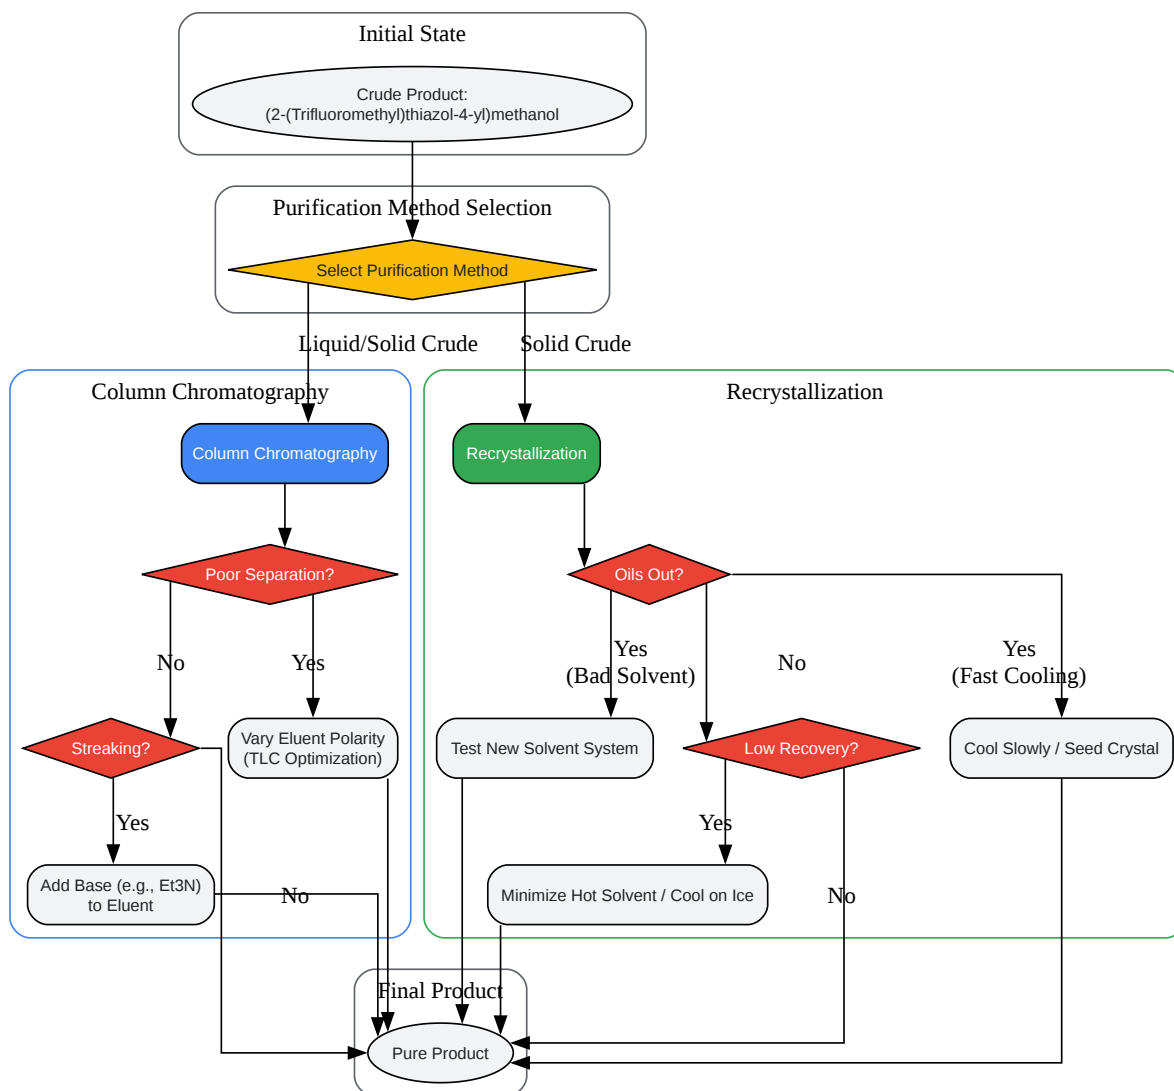 Initial State
Crude Product:
(2-(Trifluoromethyl)thiazol-4-yl)methanol
Purification Method Selection
Select Purification Method
Liquid/Solid Crude
Solid Crude
Column Chromatography
Recrystallization
Column Chromatography
Recrystallization
Poor Separation?
Oils Out?
No
Yes
Yes
(Bad Solvent)
No
Yes
(Fast Cooling)
Streaking?
Vary Eluent Polarity
(TLC Optimization)
Test New Solvent System
Low Recovery?
Cool Slowly / Seed Crystal
Yes
Yes
Add Base (e.g., Et3N)
to Eluent
No
Minimize Hot Solvent / Cool on Ice
No
Final Product
Pure Product